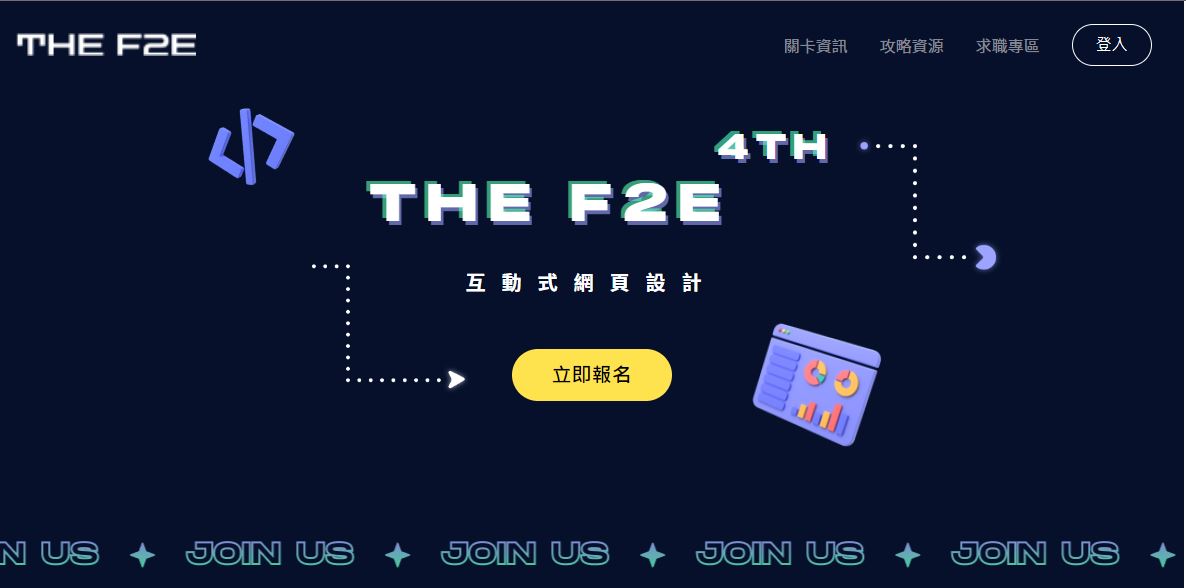 THE F2E
關卡資訊 攻略資源 求職專區 登入
4TH
THE F2E
互動式網頁設計
立即報名
N US JOIN US JOIN US JOIN US JOIN US